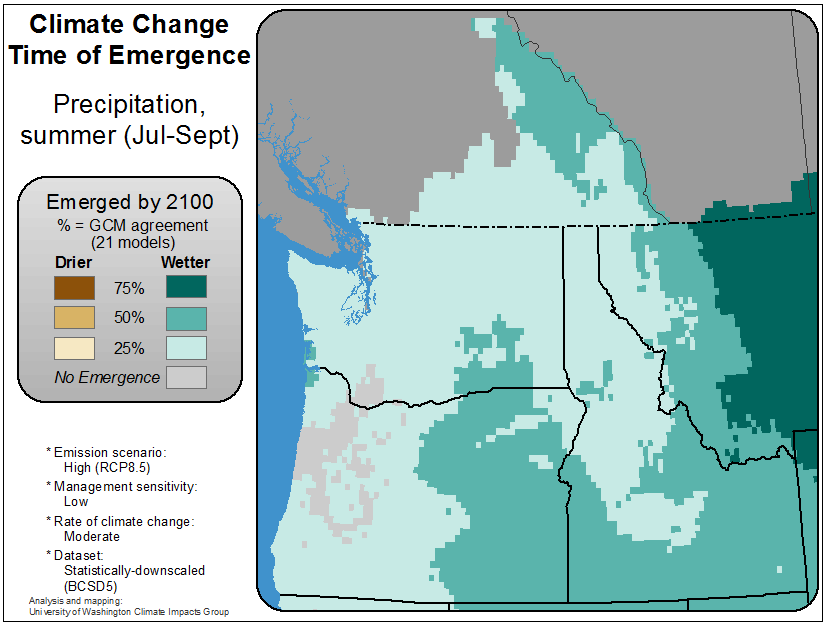 Climate Change
Time of Emergence
Precipitation,
summer (Jul-Sept)
Emerged by 2100
% = GCM agreement
(21 models)
Drier Wetter
75%
50%
25%
No Emergence
* Emission scenario:
High (RCP8.5)
* Management sensitivity:
Low
* Rate of climate change:
Moderate
* Dataset:
Statistically-downscaled
(BCSD5)
Analysis and mapping:
University of Washington Climate Impacts Group